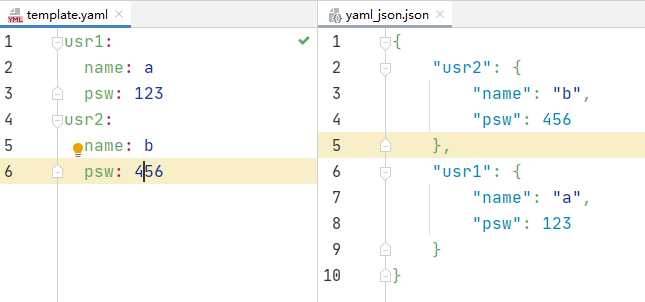 template.yaml
1 usr1:
2 name: a
3 psw: 123
4 usr2:
5 name: b
6 psw: 456
yaml_json.json
1 {
2 "usr2": {
3 "name": "b",
4 "psw": 456
5 },
6 "usr1": {
7 "name": "a",
8 "psw": 123
9 }
10 }